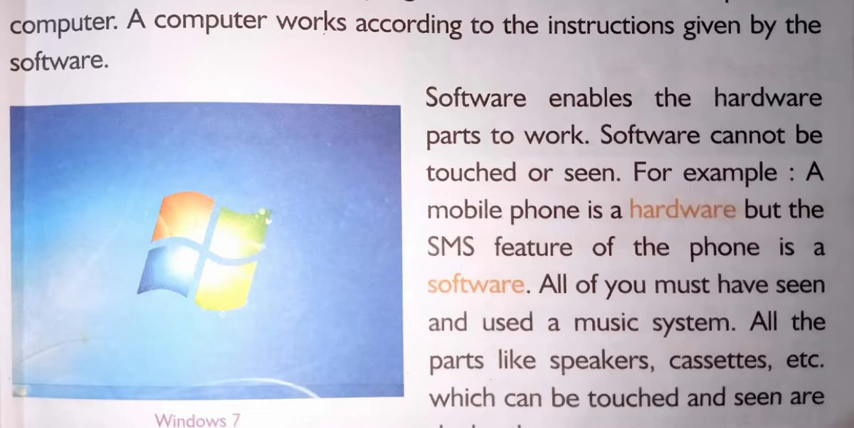 computer. A computer works according to the instructions given by the
software.
Software enables the hardware
parts to work. Software cannot be
touched or seen. For example : A
mobile phone is a hardware but the
SMS feature of the phone is a
software. All of you must have seen
and used a music system. All the
parts like speakers, cassettes, etc.
which can be touched and seen are
Windows 7